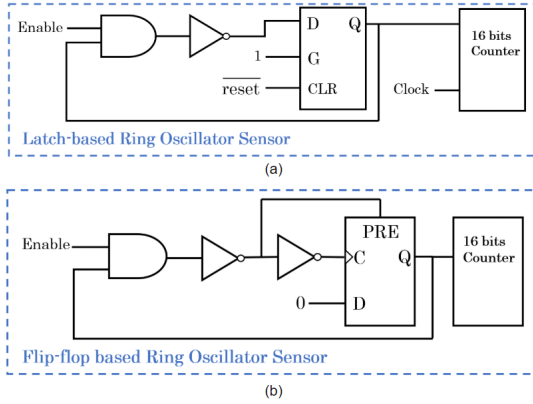 Enable
D Q
1 G
reset CLR
Clock
16 bits
Counter
Latch-based Ring Oscillator Sensor
(a)
Enable
PRE
C Q
0 D
16 bits
Counter
Flip-flop based Ring Oscillator Sensor
(b)